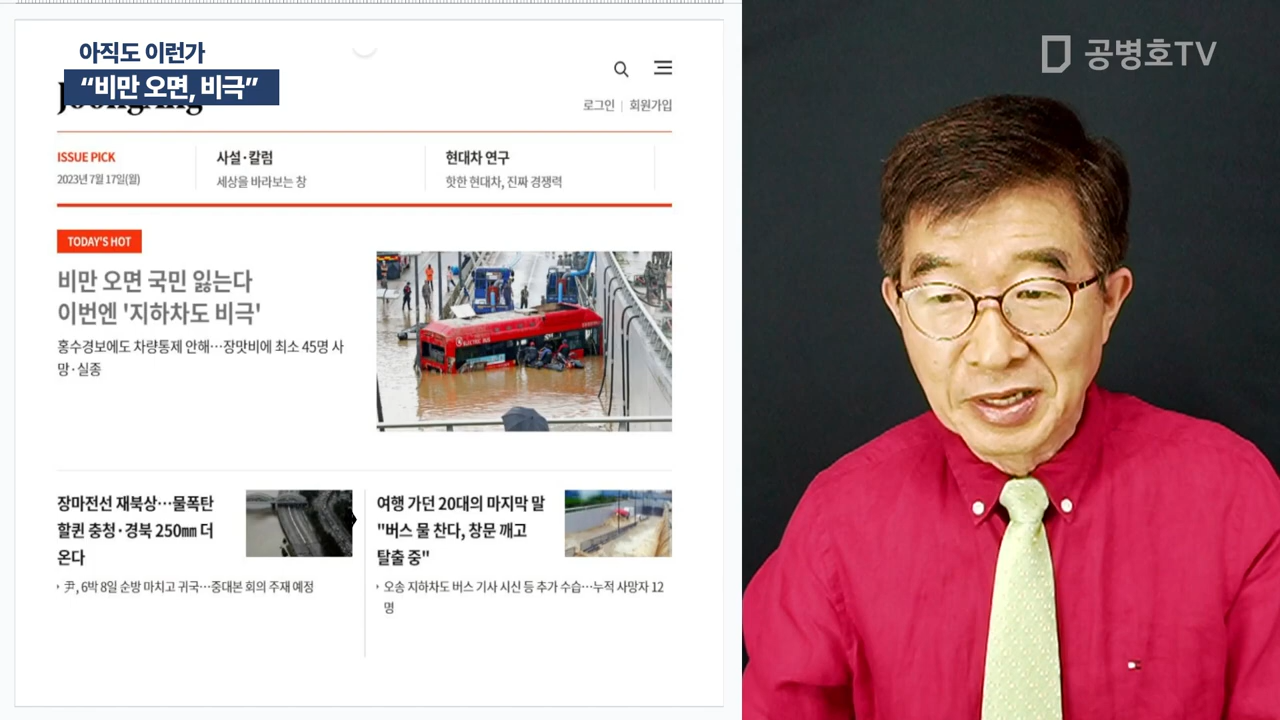 아직도 이런가
“비만 오면, 비극”
공병호TV
로그인 | 회원가입
ISSUE PICK
2023년 7월 17일(월)
사설·칼럼
세상을 바라보는 창
현대차 연구
핫한 현대차, 진짜 경쟁력
TODAY'S HOT
비만 오면 국민 잃는다
이번엔 '지하차도 비극'
홍수경보에도 차량통제 안해…장맛비에 최소 45명 사
망·실종
장마전선 재북상…물폭탄
할퀸 충청·경북 250㎜ 더
온다
尹, 6박 8일 순방 마치고 귀국…중대본 회의 주재 예정
여행 가던 20대의 마지막 말
"버스 물 찬다, 창문 깨고
탈출 중"
오송 지하차도 버스 기사 시신 등 추가 수습…누적 사망자 12
명